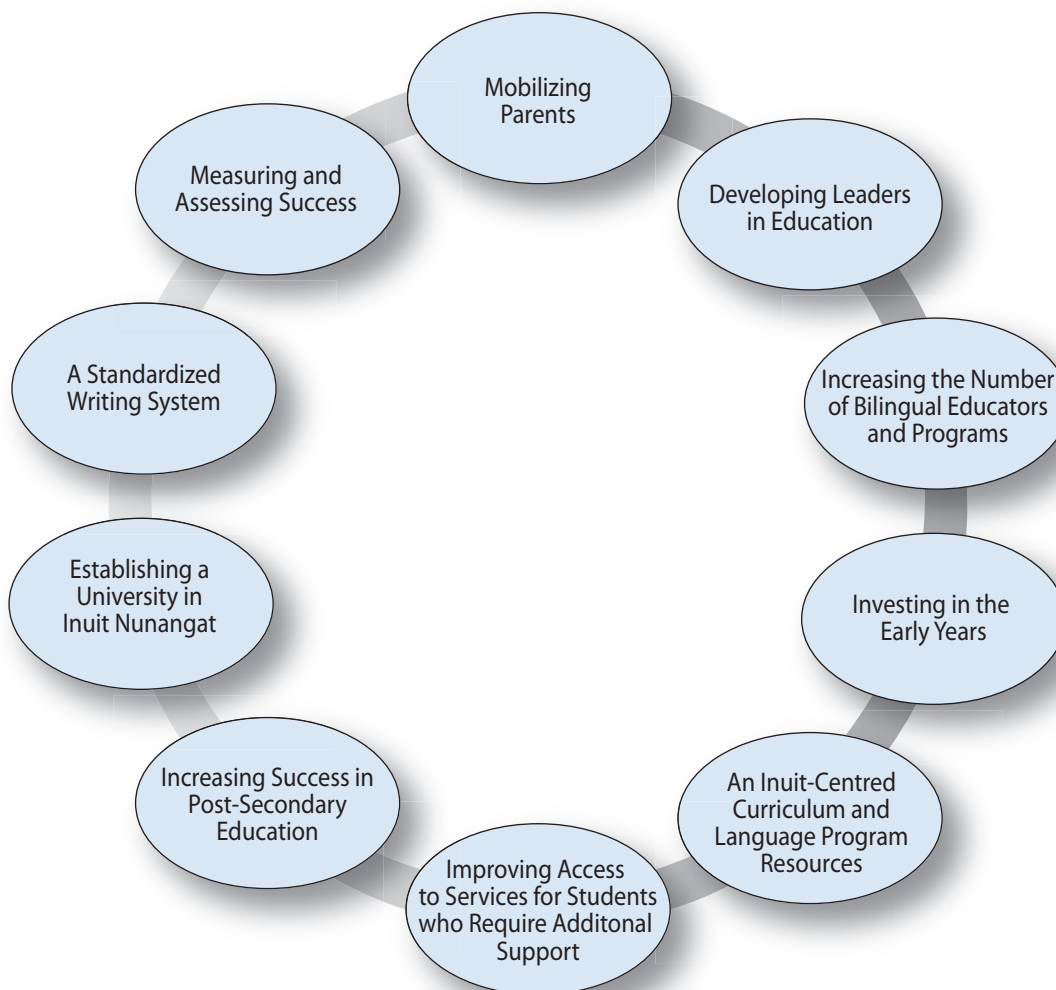 Mobilizing
Parents
Developing Leaders
in Education
Increasing the Number
of Bilingual Educators
and Programs
Investing in the
Early Years
An Inuit-Centred
Curriculum and
Language Program
Resources
Improving Access
to Services for Students
who Require Additonal
Support
Increasing Success in
Post-Secondary
Education
Establishing a
University in
Inuit Nunangat
A Standardized
Writing System
Measuring and
Assessing Success